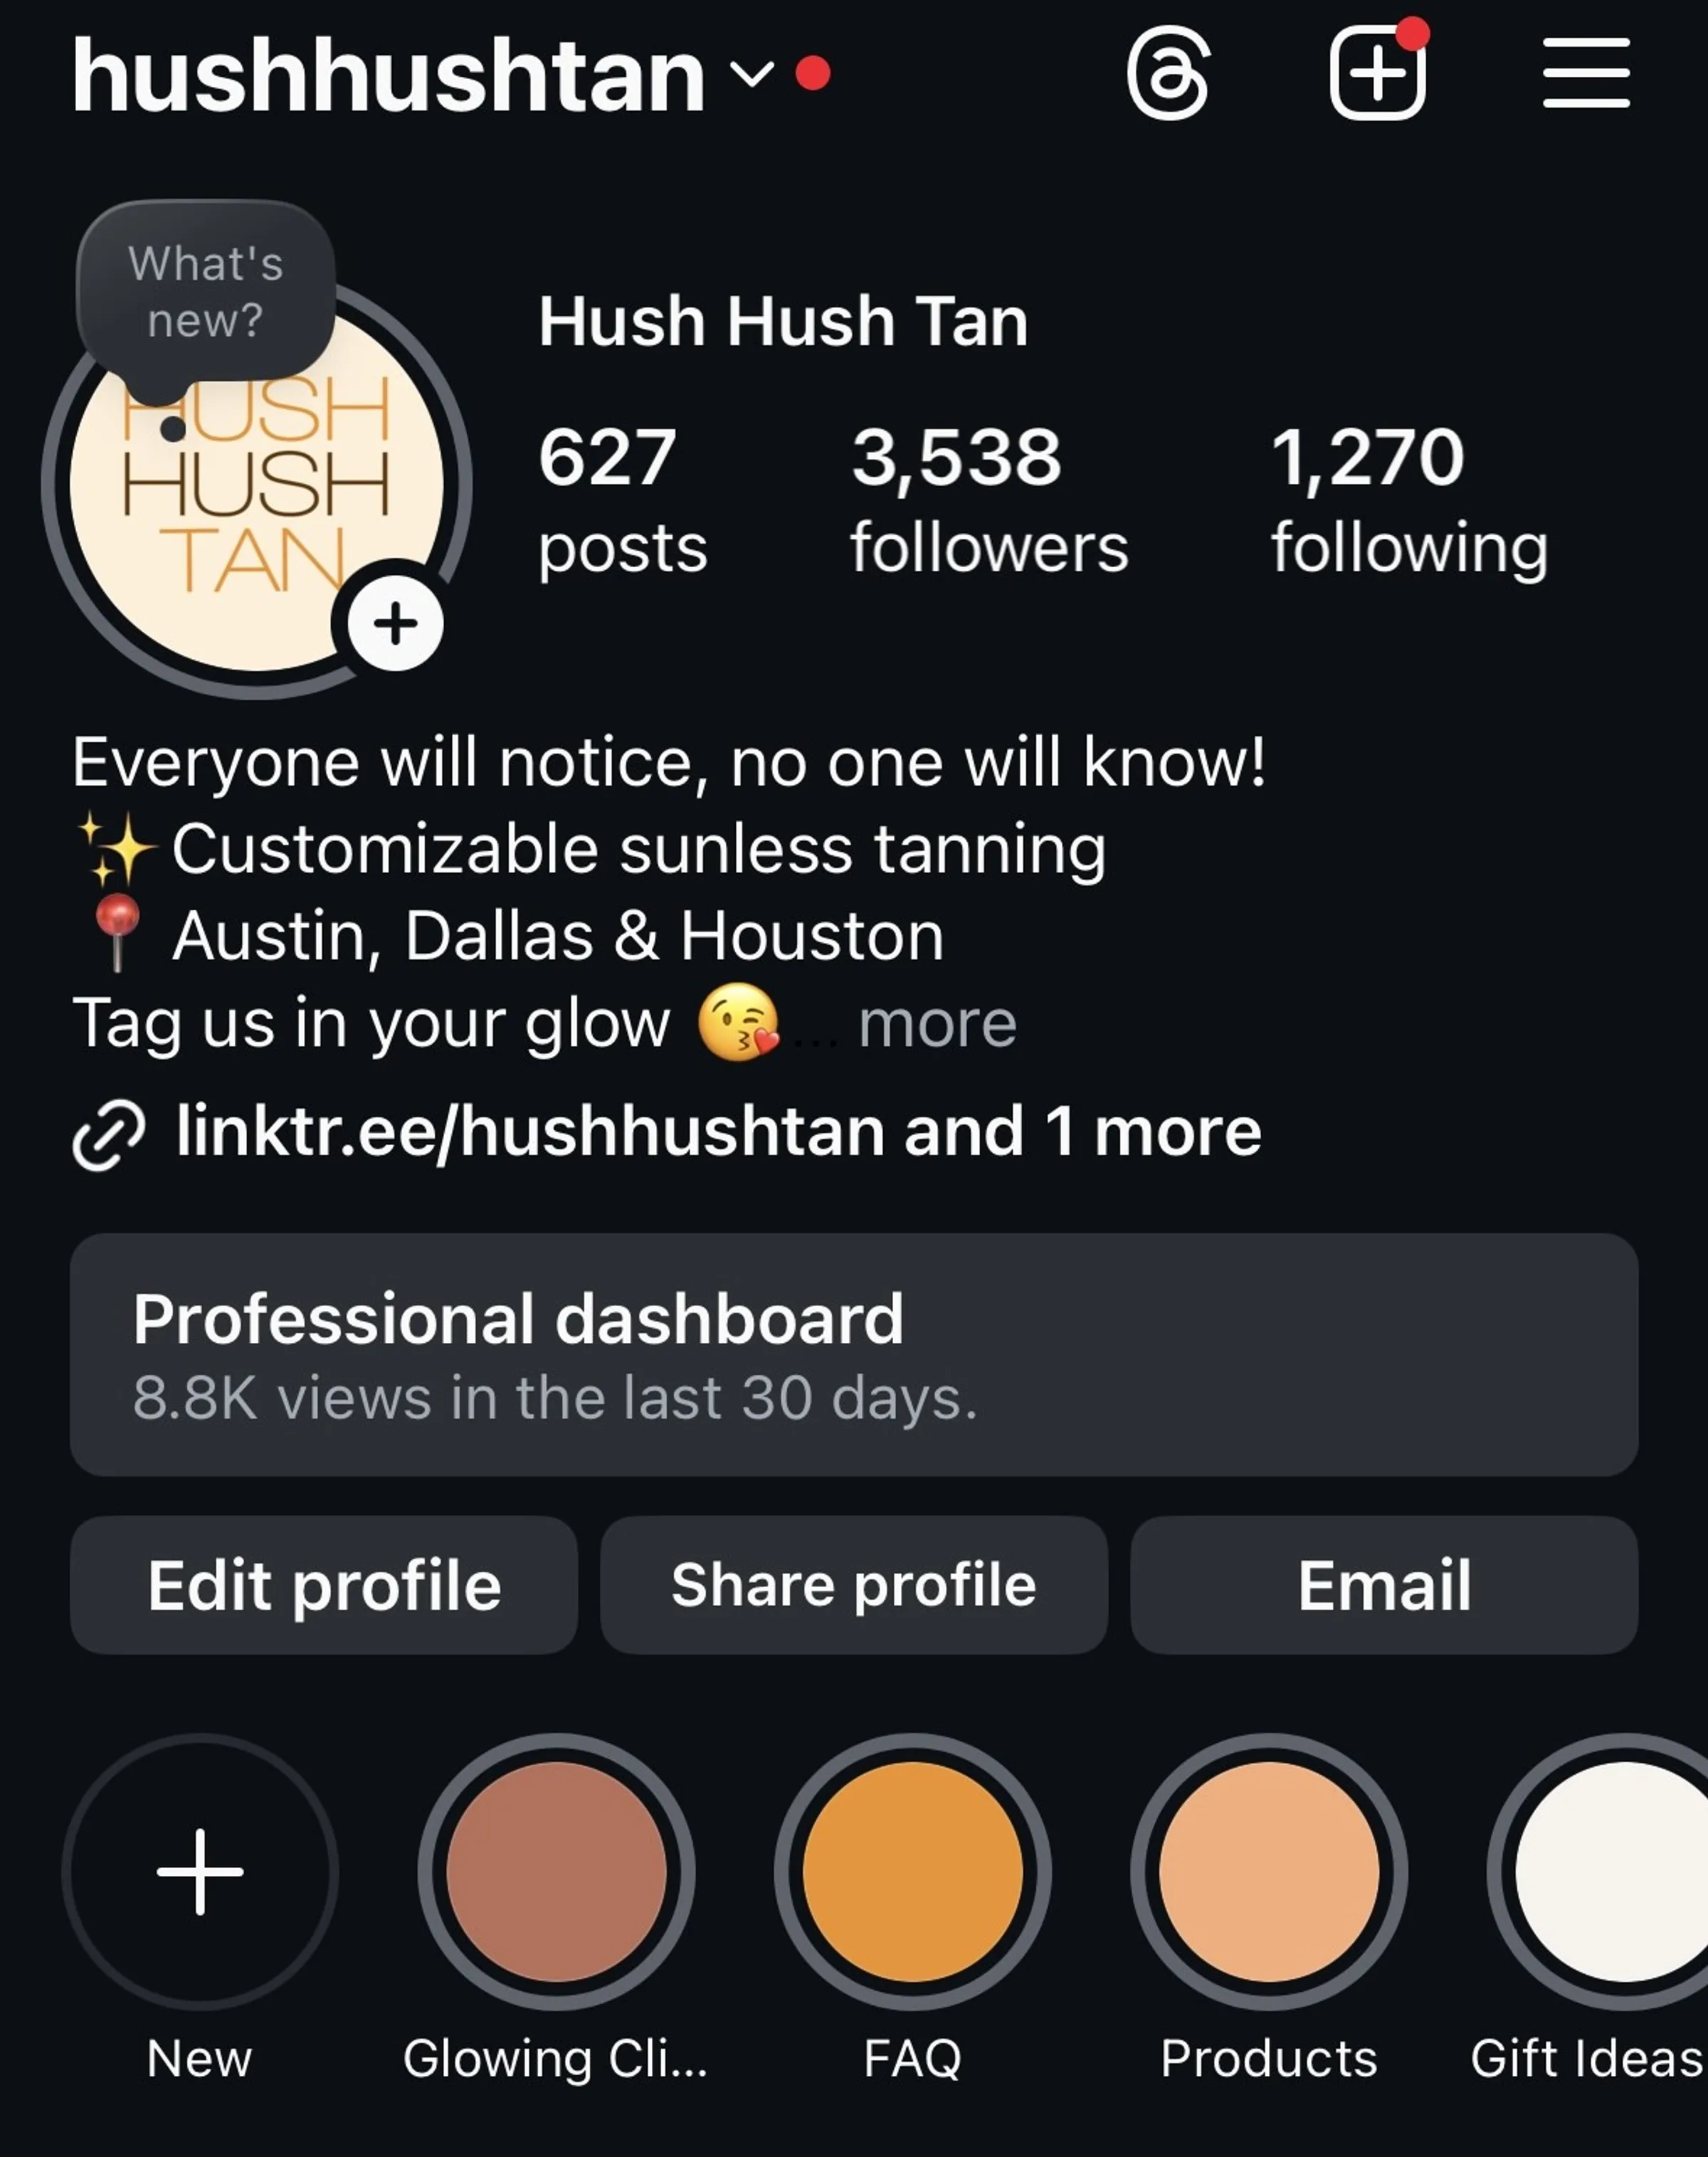 hushhushtan
What's
new?
HUSH
HUSH
TAN
Hush Hush Tan
627
posts
3,538
followers
1,270
following
Everyone will notice, no one will know!
✨Customizable sunless tanning
📍Austin, Dallas & Houston
Tag us in your glow 😘... more
linktr.ee/hushhushtan and 1 more
Professional dashboard
8.8K views in the last 30 days.
Edit profile
Share profile
Email
New
Glowing Cli...
FAQ
Products
Gift Ideas